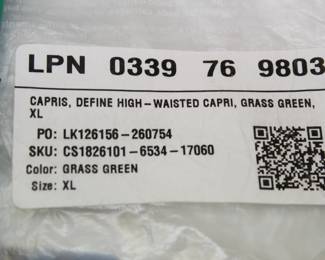 LPN 0339 76 9803
CAPRIS, DEFINE HIGH-WAISTED CAPRI, GRASS GREEN,
XL
PO: LK126156-260754
SKU: CS1826101-6534-17060
Color: GRASS GREEN
Size: XL